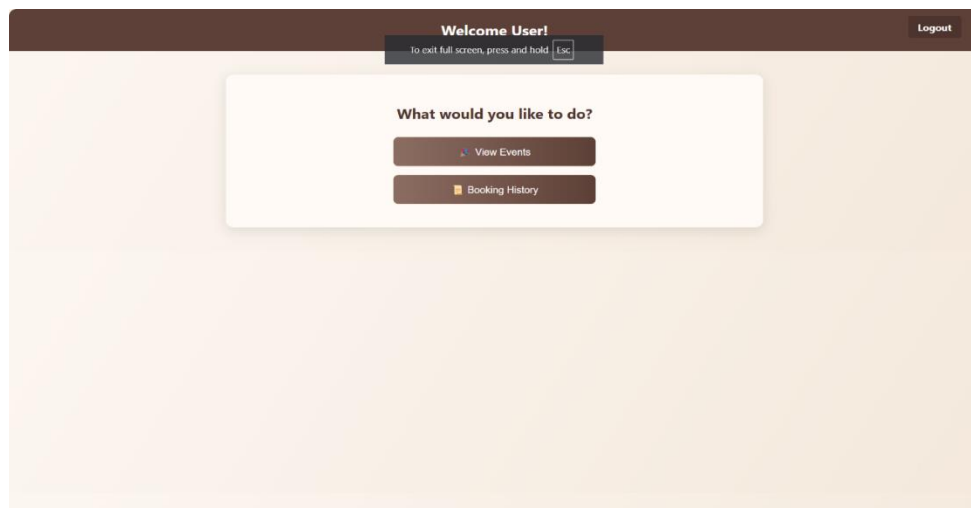 Welcome User!
Logout
To exit full screen, press and hold Esc
What would you like to do?
View Events
Booking History